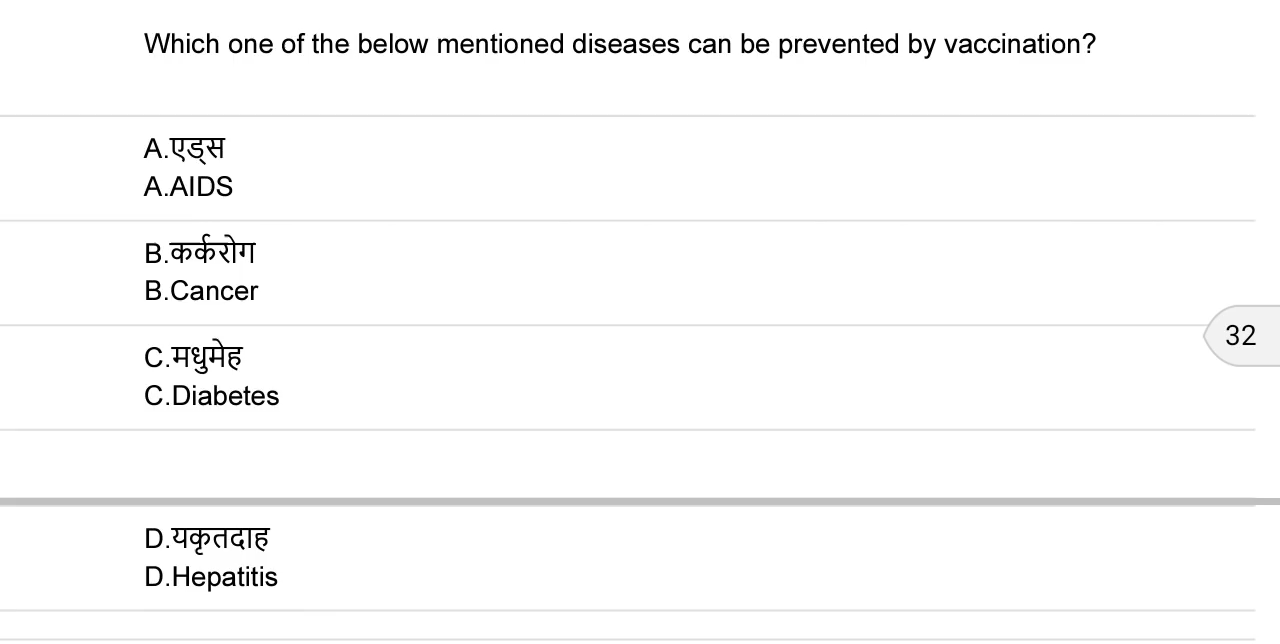 Which one of the below mentioned diseases can be prevented by vaccination?
A.एड्स
A.AIDS
B.कर्करोग
B.Cancer
32
C.मधुमेह
C.Diabetes
D.यकृतदाह
D.Hepatitis